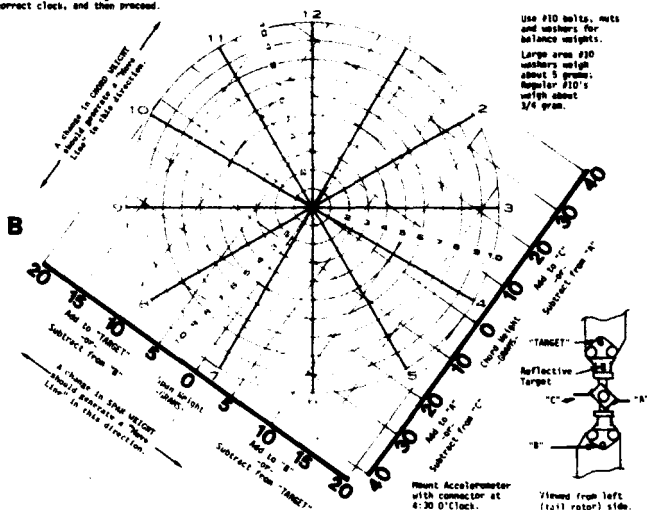 correct clock, and then proceed.
Use #10 bolts, nuts
and washers for
balance weights.
Large area #10
washers weigh
about 5 grams;
Regular #10's
weigh about
3/4 gram.
A change in CHORD WEIGHT
should generate a "Move
Line" in this direction.
12
11
10
9
2
3
4
5
6
7
B
20
15
10
5
0
5
10
15
20
Add to "TARGET"
-or-
Subtract from "B"
Span Weight
-GRAMS-
Add to "B"
-or-
Subtract from "TARGET"
A change in SPAN WEIGHT
should generate a "Move
Line" in this direction.
40
30
20
10
0
10
20
30
40
Add to "C"
-or-
Subtract from "A"
Chord Weight
-GRAMS-
Add to "A"
-or-
Subtract from "C"
"TARGET"
Reflective
Target
"C"
"A"
"B"
Mount Accelerometer
with connector at
4:30 O'Clock.
Viewed from left
(tail rotor) side.